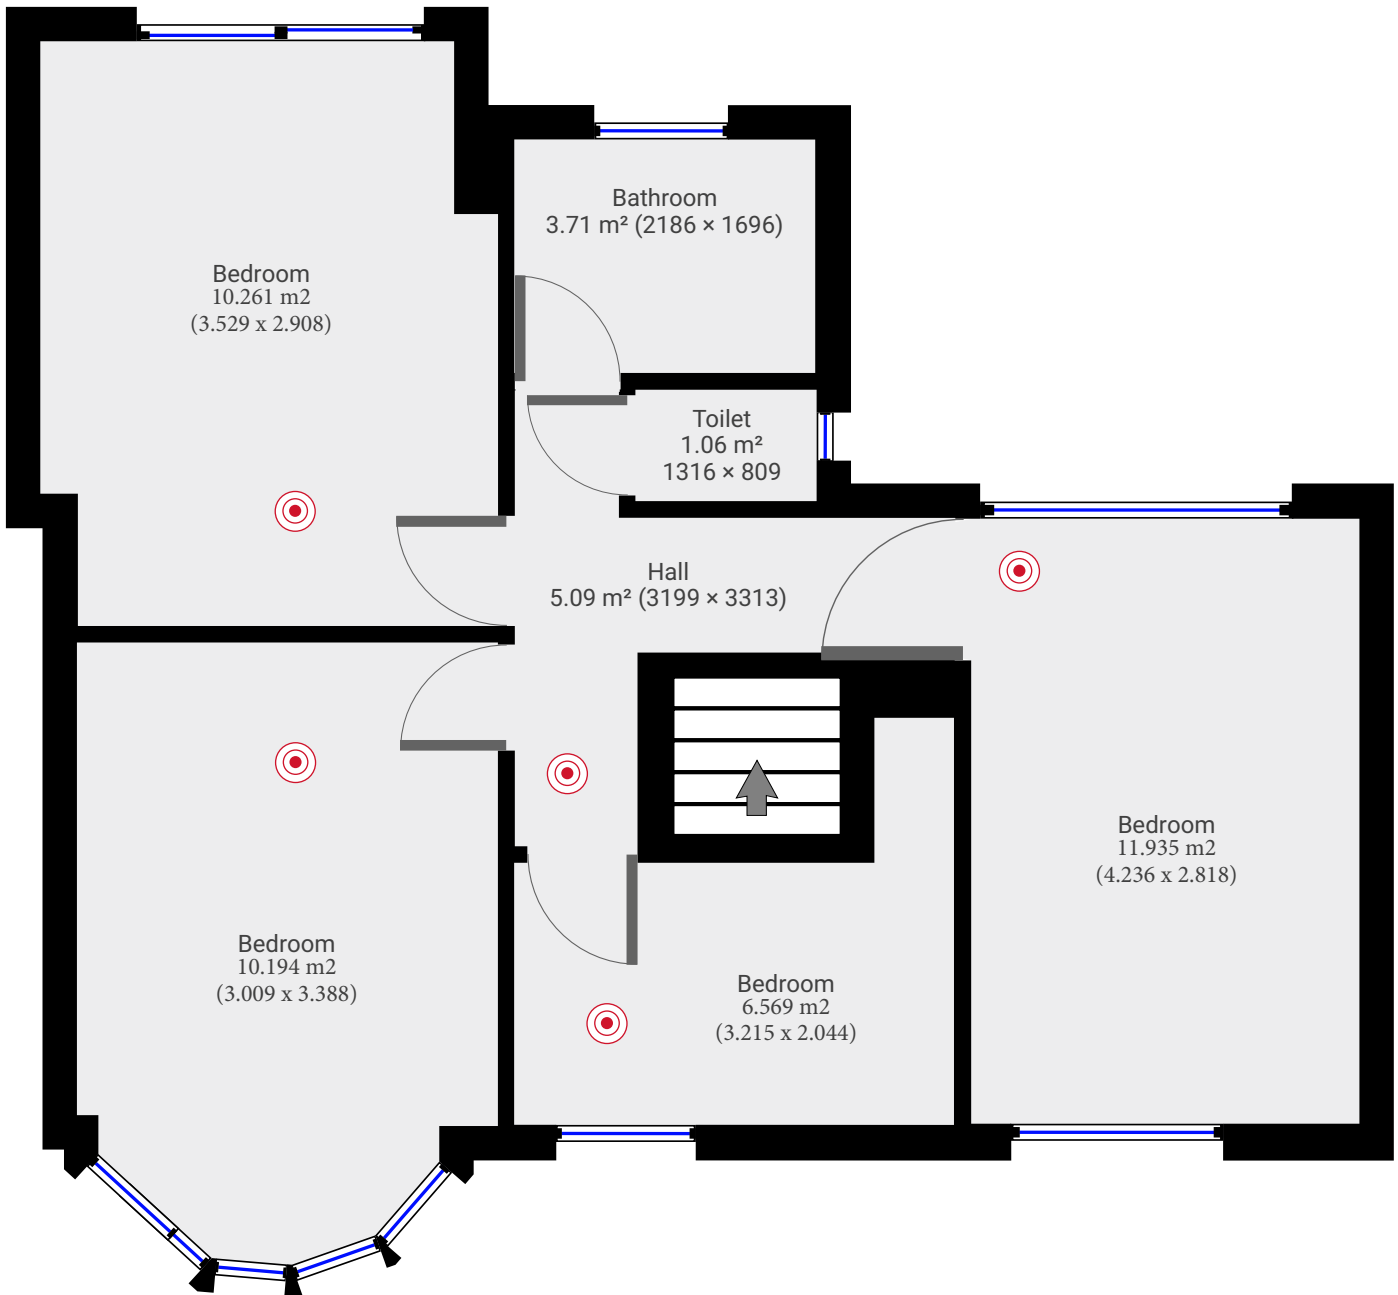 Bathroom
3.71 m² (2186 × 1696)
Bedroom
10.261 m2
(3.529 x 2.908)
Toilet
1.06 m²
1316 × 809
Hall
5.09 m² (3199 × 3313)
Bedroom
11.935 m2
(4.236 x 2.818)
Bedroom
10.194 m2
(3.009 x 3.388)
Bedroom
6.569 m2
(3.215 x 2.044)